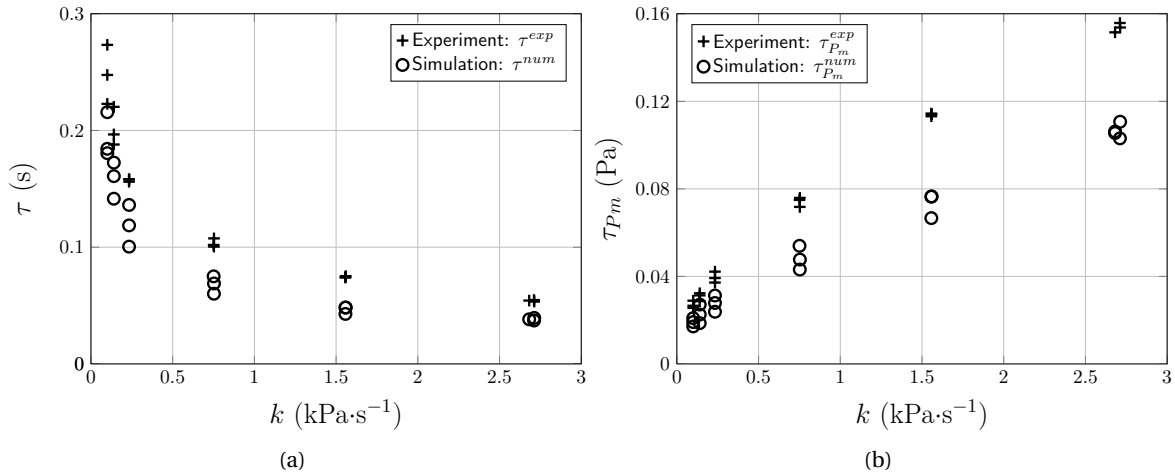 0.3
0.2
0.1
0
0
0.5
1
1.5
2
2.5
3
τ (s)
k (kPa·s⁻¹)
Experiment: τ^{exp}
Simulation: τ^{num}
(a)
0.16
0.12
0.08
0.04
0
0
0.5
1
1.5
2
2.5
3
τ_{Pm} (Pa)
k (kPa·s⁻¹)
Experiment: τ_{P_m}^{exp}
Simulation: τ_{P_m}^{num}
(b)